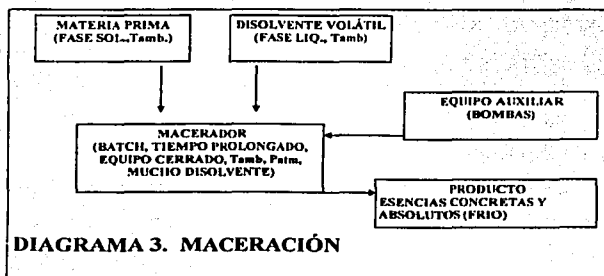 MATERIA PRIMA
(FASE SOL., Tamb.)
DISOLVENTE VOLÁTIL
(FASE LIQ., Tamb)
EQUIPO AUXILIAR
(BOMBAS)
MACERADOR
(BATCH, TIEMPO PROLONGADO,
EQUIPO CERRADO, Tamb, Patm,
MUCHO DISOLVENTE)
PRODUCTO
ESENCIAS CONCRETAS Y
ABSOLUTOS (FRIO)
DIAGRAMA 3. MACERACIÓN